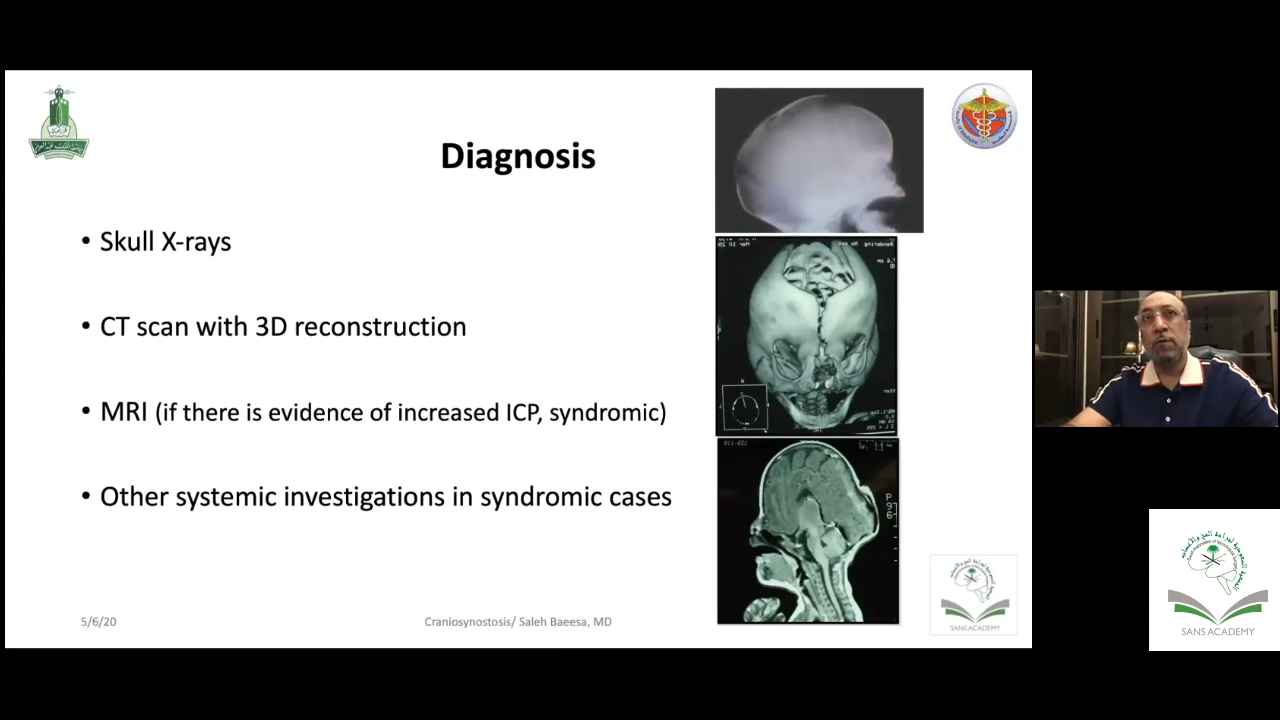 Diagnosis
• Skull X-rays
• CT scan with 3D reconstruction
• MRI (if there is evidence of increased ICP, syndromic)
• Other systemic investigations in syndromic cases
5/6/20
Craniosynostosis/ Saleh Baeesa, MD
SANS ACADEMY
SANS ACADEMY